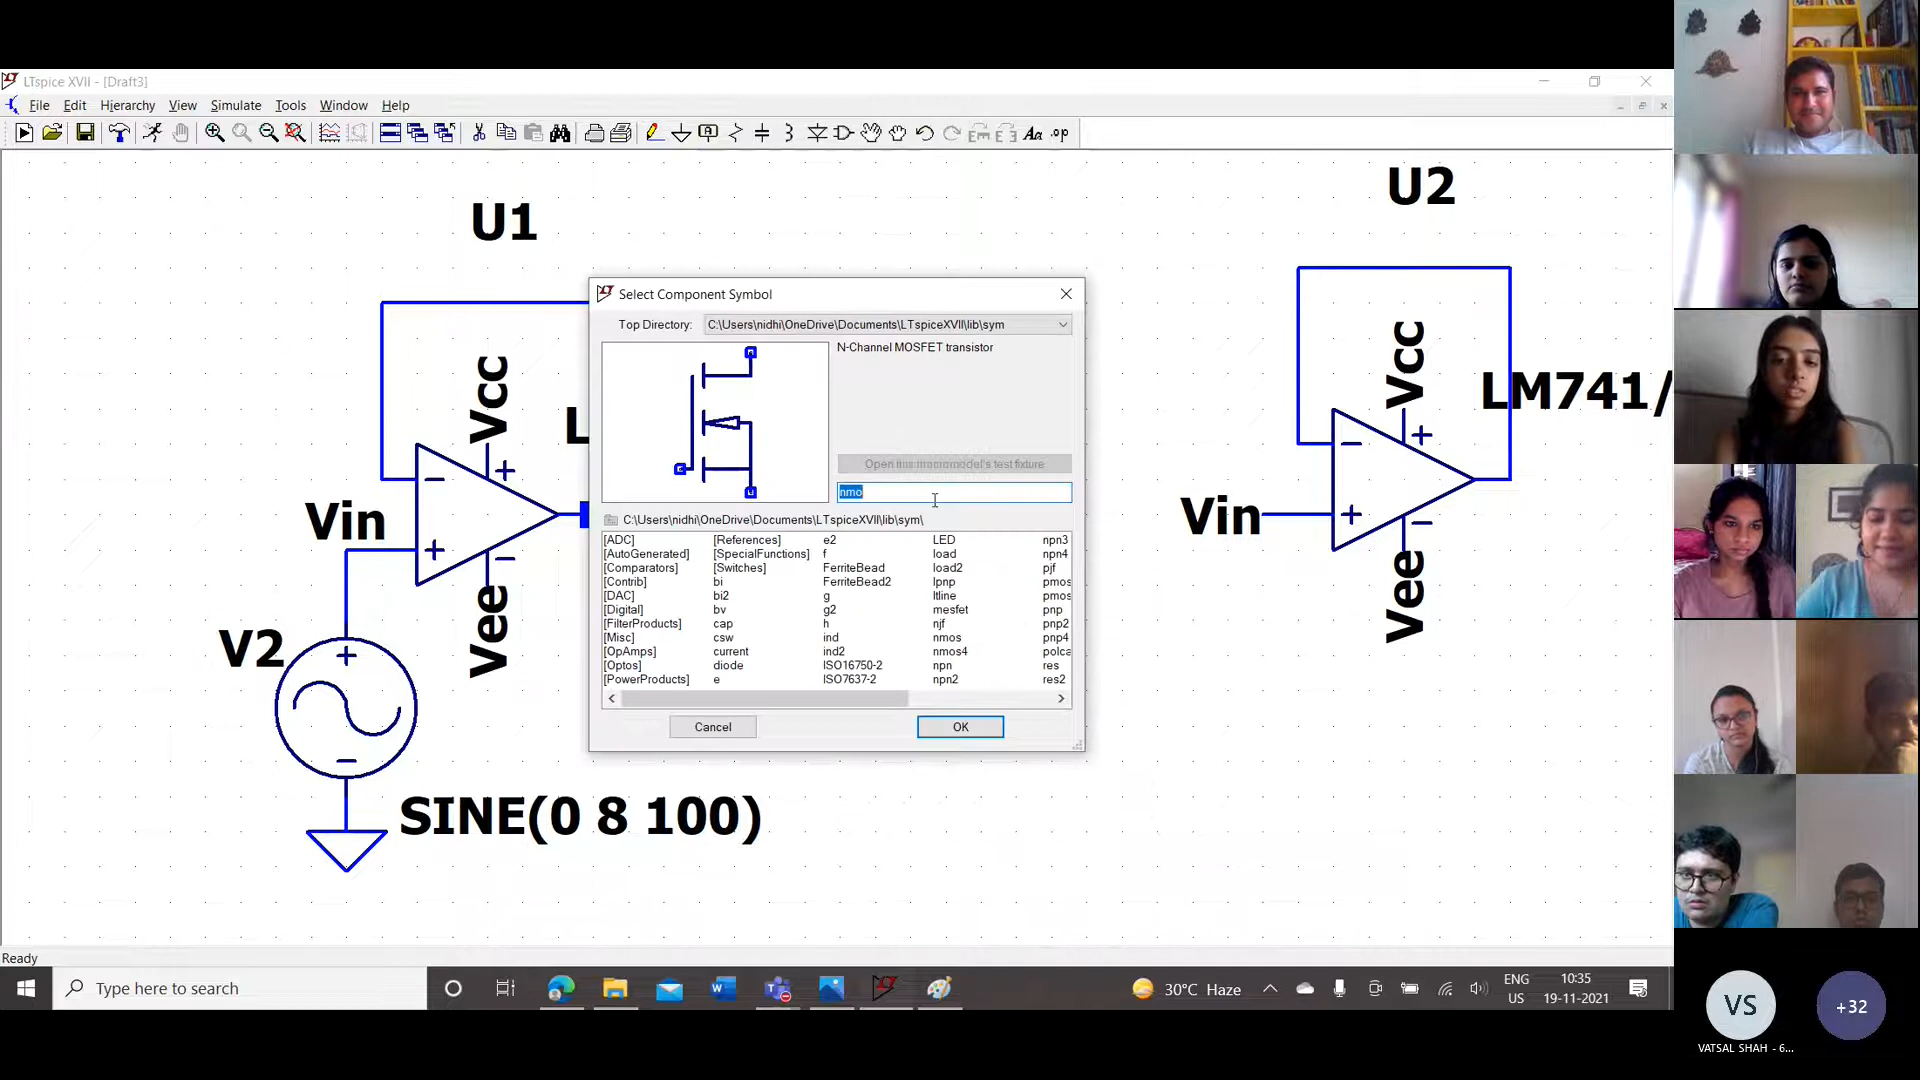 LTspice XVII - [Draft3]
File Edit Hierarchy View Simulate Tools Window Help
U1
U2
Select Component Symbol
Top Directory: C:\Users\nidhi\OneDrive\Documents\LTspiceXVII\lib\sym
N-Channel MOSFET transistor
Open this macromodel's test fixture
nmo
C:\Users\nidhi\OneDrive\Documents\LTspiceXVII\lib\sym\
[ADC] [References] e2 LED npn3
[AutoGenerated] [SpecialFunctions] f load npn4
[Comparators] [Switches] FerriteBead load2 pjf
[Contrib] bi FerriteBead2 lpnp pmos
[DAC] bi2 g ltline pmos
[Digital] bv g2 mesfet pnp
[FilterProducts] cap h njf pnp2
[Misc] csw ind nmos pnp4
[OpAmps] current ind2 nmos4 polca
[Optos] diode ISO16750-2 npn res
[PowerProducts] e ISO7637-2 npn2 res2
Cancel OK
Vcc
L
Vin
Vee
V2
SINE(0 8 100)
Vcc
LM741/
Vin
Vee
Ready
Type here to search
30°C Haze
ENG
US
10:35
19-11-2021
VS
+32
VATSAL SHAH - 6...